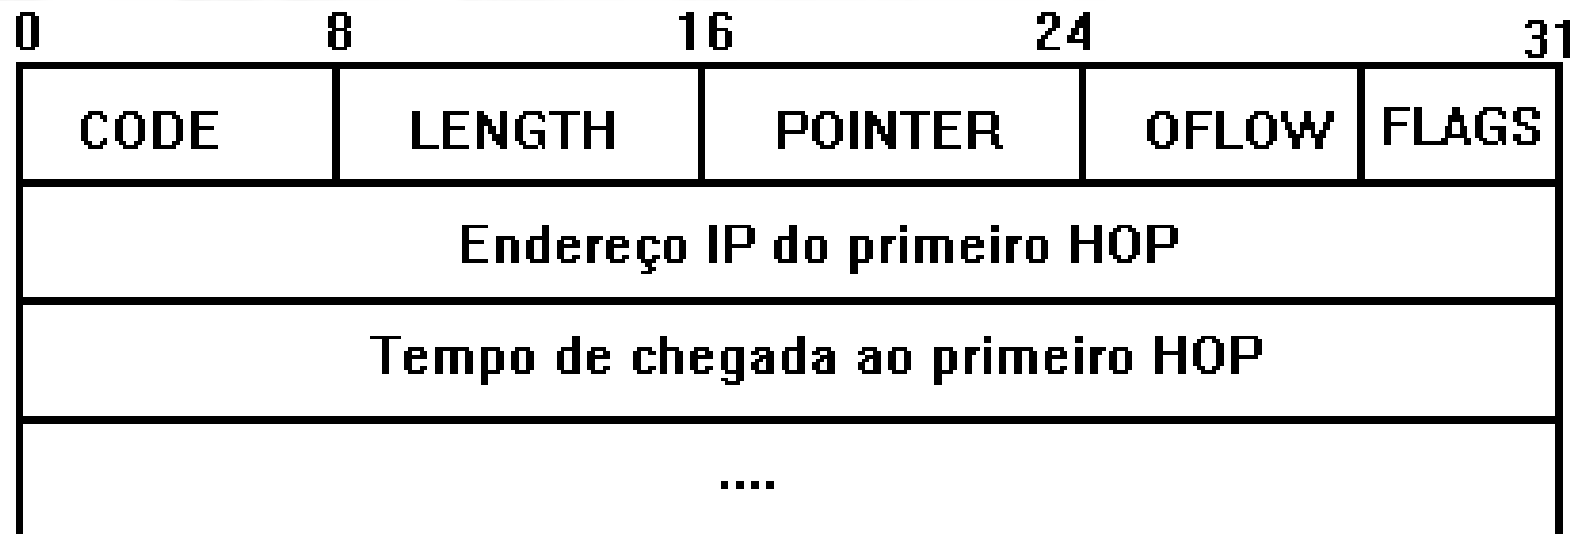 0 8 16 24 31
CODE LENGTH POINTER OFLOW FLAGS
Endereço IP do primeiro HOP
Tempo de chegada ao primeiro HOP
....